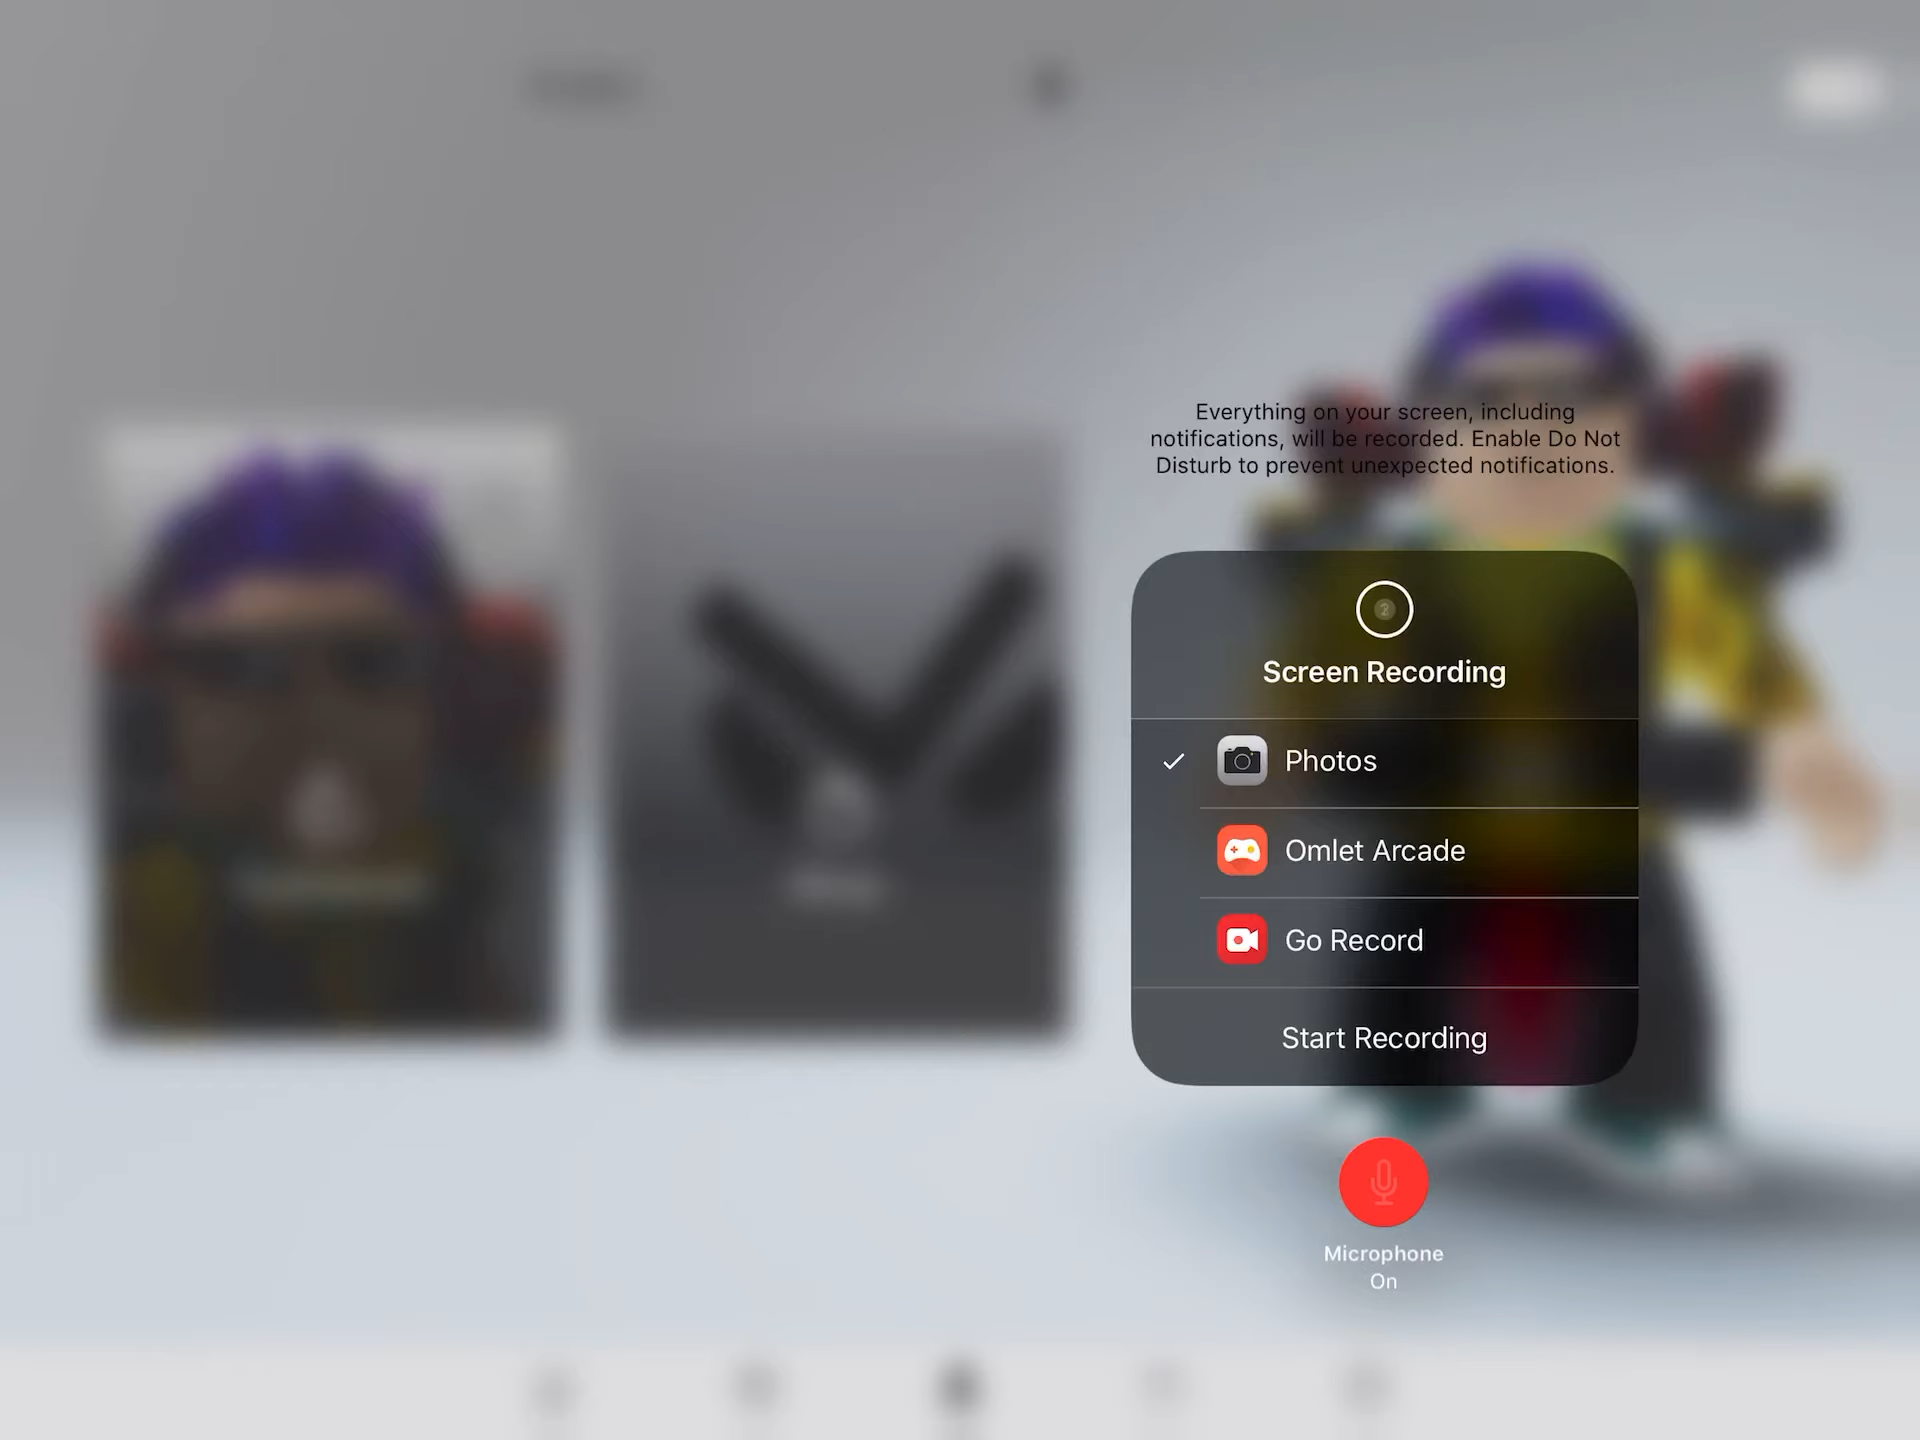 Everything on your screen, including
notifications, will be recorded. Enable Do Not
Disturb to prevent unexpected notifications.
2
Screen Recording
Photos
Omlet Arcade
Go Record
Start Recording
Microphone
On